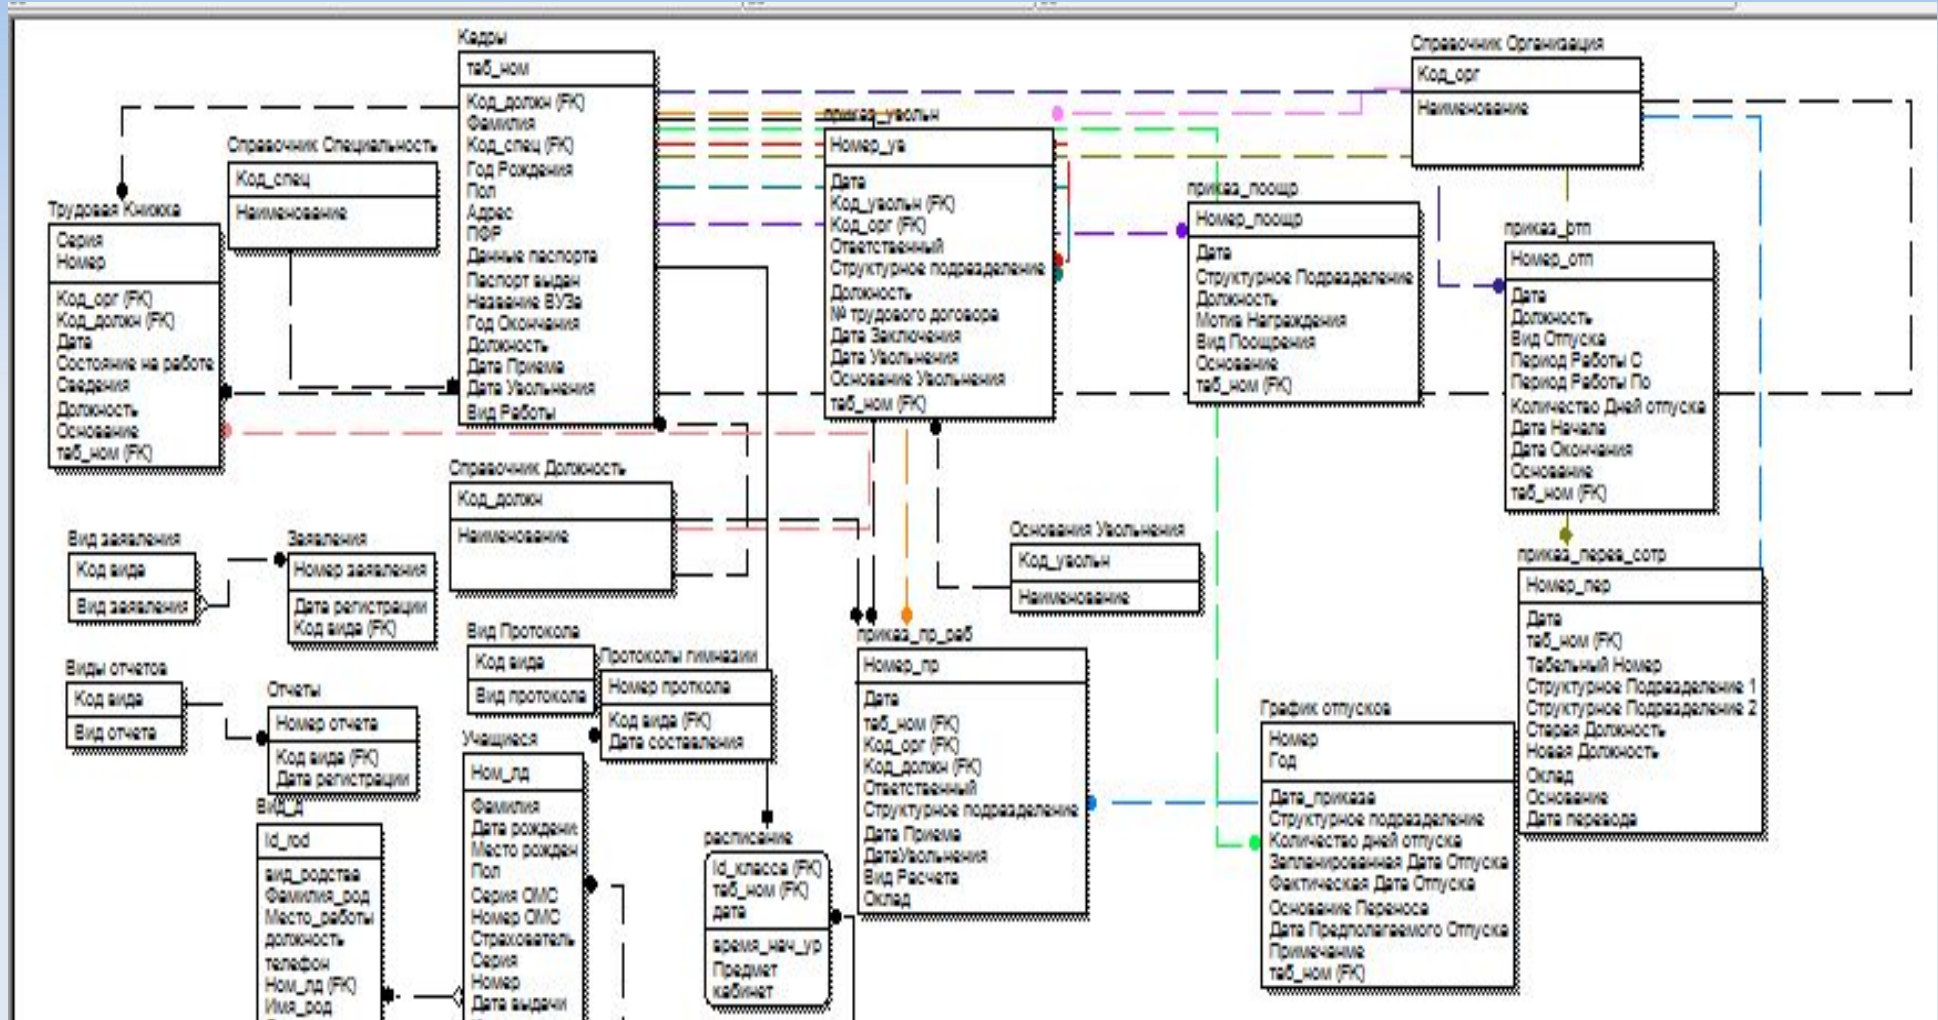 Кадры
таб_ном
Код_должн (FK)
Фамилия
Код_спец (FK)
Год Рождения
Пол
Адрес
ПФР
Данные паспорта
Паспорт выдан
Название ВУЗа
Год Окончания
Должность
Дата Приема
Дата Увольнения
Вид Работы
Справочник Организация
Код_орг
Наименование
приказ_увольн
Номер_ув
Дата
Код_увольн (FK)
Код_орг (FK)
Ответственный
Структурное подразделение
Должность
№ трудового договора
Дата Заключения
Дата Увольнения
Основание Увольнения
таб_ном (FK)
Справочник Специальность
Код_спец
Наименование
Трудовая Книжка
Серия
Номер
Код_орг (FK)
Код_должн (FK)
Дата
Состояние на работе
Сведения
Должность
Основание
таб_ном (FK)
приказ_поощр
Номер_поощр
Дата
Структурное Подразделение
Должность
Мотив Награждения
Вид Поощрения
Основание
таб_ном (FK)
приказ_отп
Номер_отп
Дата
Должность
Вид Отпуска
Период Работы С
Период Работы По
Количество Дней отпуска
Дата Начала
Дата Окончания
Основание
таб_ном (FK)
Справочник Должность
Код_должн
Наименование
Основания Увольнения
Код_увольн
Наименование
Вид заявления
Код вида
Вид заявления
Заявления
Номер заявления
Дата регистрации
Код вида (FK)
приказ_перев_сотр
Номер_пер
Дата
таб_ном (FK)
Табельный Номер
Структурное Подразделение 1
Структурное Подразделение 2
Старая Должность
Новая Должность
Оклад
Основание
Дата перевода
Вид Протокола
Код вида
Вид протокола
Протоколы гимназии
Номер проткола
Код вида (FK)
Дата составления
приказ_пр_раб
Номер_пр
Дата
таб_ном (FK)
Код_орг (FK)
Код_должн (FK)
Ответственный
Структурное подразделение
Дата Приема
ДатаУвольнения
Вид Расчета
Оклад
Виды отчетов
Код вида
Вид отчета
Отчеты
Номер отчета
Код вида (FK)
Дата регистрации
График отпусков
Номер
Год
Дата_приказа
Структурное подразделение
Количество дней отпуска
Запланированная Дата Отпуска
Фактическая Дата Отпуска
Основание Переноса
Дата Предполагаемого Отпуска
Примечание
таб_ном (FK)
Учащиеся
Ном_лд
Фамилия
Дата рождени
Место рожден
Пол
Серия ОМС
Номер ОМС
Страхователь
Серия
Номер
Дата выдачи
Вид_д
Id_rod
вид_родства
Фамилия_род
Место_работы
должность
телефон
Ном_лд (FK)
Имя_род
расписание
Id_класса (FK)
таб_ном (FK)
дата
время_нач_ур
Предмет
кабинет